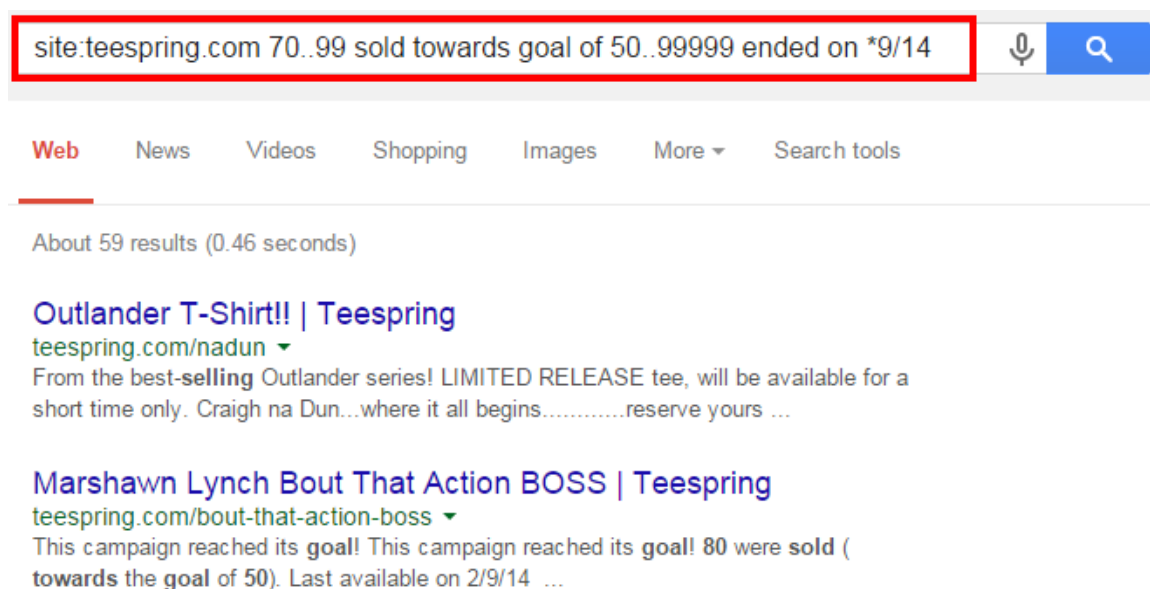 site:teespring.com 70..99 sold towards goal of 50..99999 ended on *9/14
Web News Videos Shopping Images More Search tools
About 59 results (0.46 seconds)
Outlander T-Shirt!! | Teespring
teespring.com/nadun
From the best-selling Outlander series! LIMITED RELEASE tee, will be available for a
short time only. Craigh na Dun...where it all begins............reserve yours ...
Marshawn Lynch Bout That Action BOSS | Teespring
teespring.com/bout-that-action-boss
This campaign reached its goal! This campaign reached its goal! 80 were sold (
towards the goal of 50). Last available on 2/9/14 ...